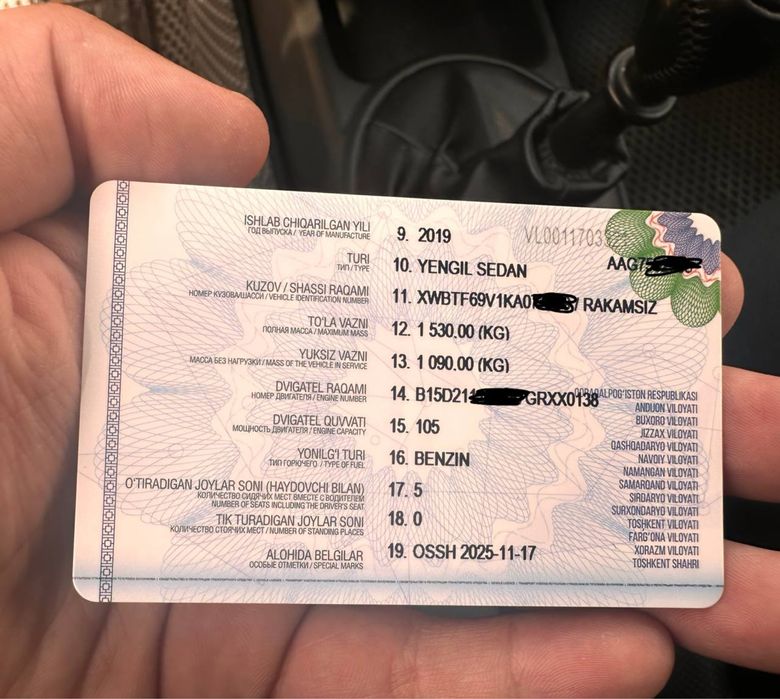 ISHLAB CHIQARILGAN YILI
ГОД ВЫПУСКА / YEAR OF MANUFACTURE
9. 2019
VL0011703
TURI
ТИП / TYPE
10. YENGIL SEDAN
AAG7
KUZOV / SHASSI RAQAMI
НОМЕР КУЗОВА/ШАССИ / VEHICLE IDENTIFICATION NUMBER
11. XWBTF69V1KA0 RAKAMSIZ
TO'LA VAZNI
ПОЛНАЯ МАССА / MAXIMUM MASS
12. 1 530.00 (KG)
YUKSIZ VAZNI
МАССА БЕЗ НАГРУЗКИ / MASS OF THE VEHICLE IN SERVICE
13. 1 090.00 (KG)
DVIGATEL RAQAMI
НОМЕР ДВИГАТЕЛЯ / ENGINE NUMBER
14. B15D21 GRXX0138
DVIGATEL QUVVATI
МОЩНОСТЬ ДВИГАТЕЛЯ / ENGINE CAPACITY
15. 105
YONILG'I TURI
ТИП ГОРЮЧЕГО / TYPE OF FUEL
16. BENZIN
O'TIRADIGAN JOYLAR SONI (HAYDOVCHI BILAN)
КОЛИЧЕСТВО СИДЯЧИХ МЕСТ ВМЕСТЕ С ВОДИТЕЛЕМ
NUMBER OF SEATS INCLUDING THE DRIVER'S SEAT
17. 5
TIK TURADIGAN JOYLAR SONI
КОЛИЧЕСТВО СТОЯЧИХ МЕСТ / NUMBER OF STANDING PLACES
18. 0
ALOHIDA BELGILAR
ОСОБЫЕ ОТМЕТКИ / SPECIAL MARKS
19. OSSH 2025-11-17
QORAQALPOG'ISTON RESPUBLIKASI
ANDIJON VILOYATI
BUXORO VILOYATI
JIZZAX VILOYATI
QASHQADARYO VILOYATI
NAVOIY VILOYATI
NAMANGAN VILOYATI
SAMARQAND VILOYATI
SIRDARYO VILOYATI
SURXONDARYO VILOYATI
TOSHKENT VILOYATI
FARG'ONA VILOYATI
XORAZM VILOYATI
TOSHKENT SHAHRI